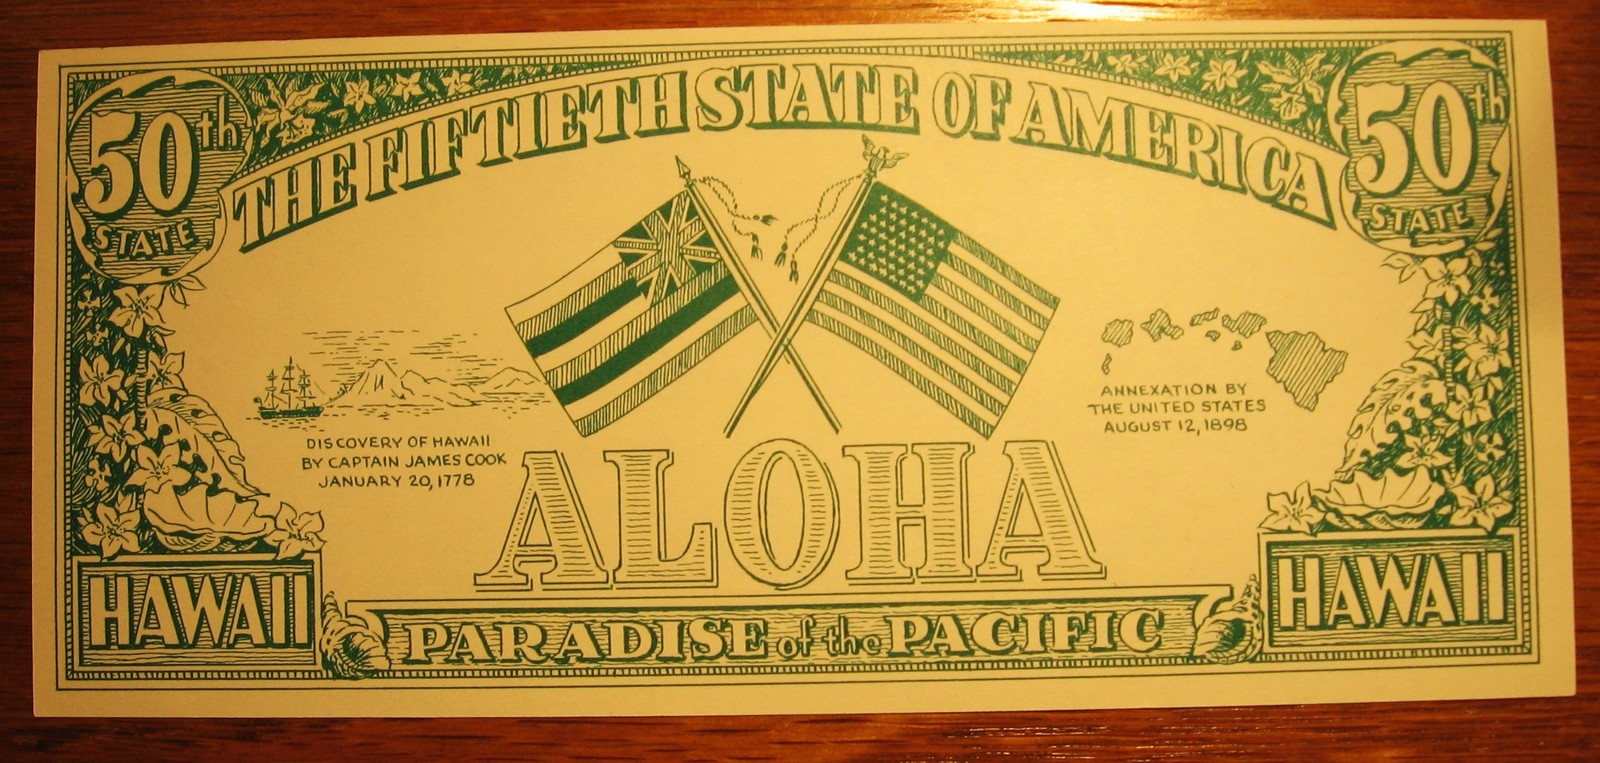 50th
STATE
THE FIFTIETH STATE OF AMERICA
50th
STATE
DISCOVERY OF HAWAII
BY CAPTAIN JAMES COOK
JANUARY 20, 1778
ANNEXATION BY
THE UNITED STATES
AUGUST 12, 1898
ALOHA
HAWAII
PARADISE of the PACIFIC
HAWAII